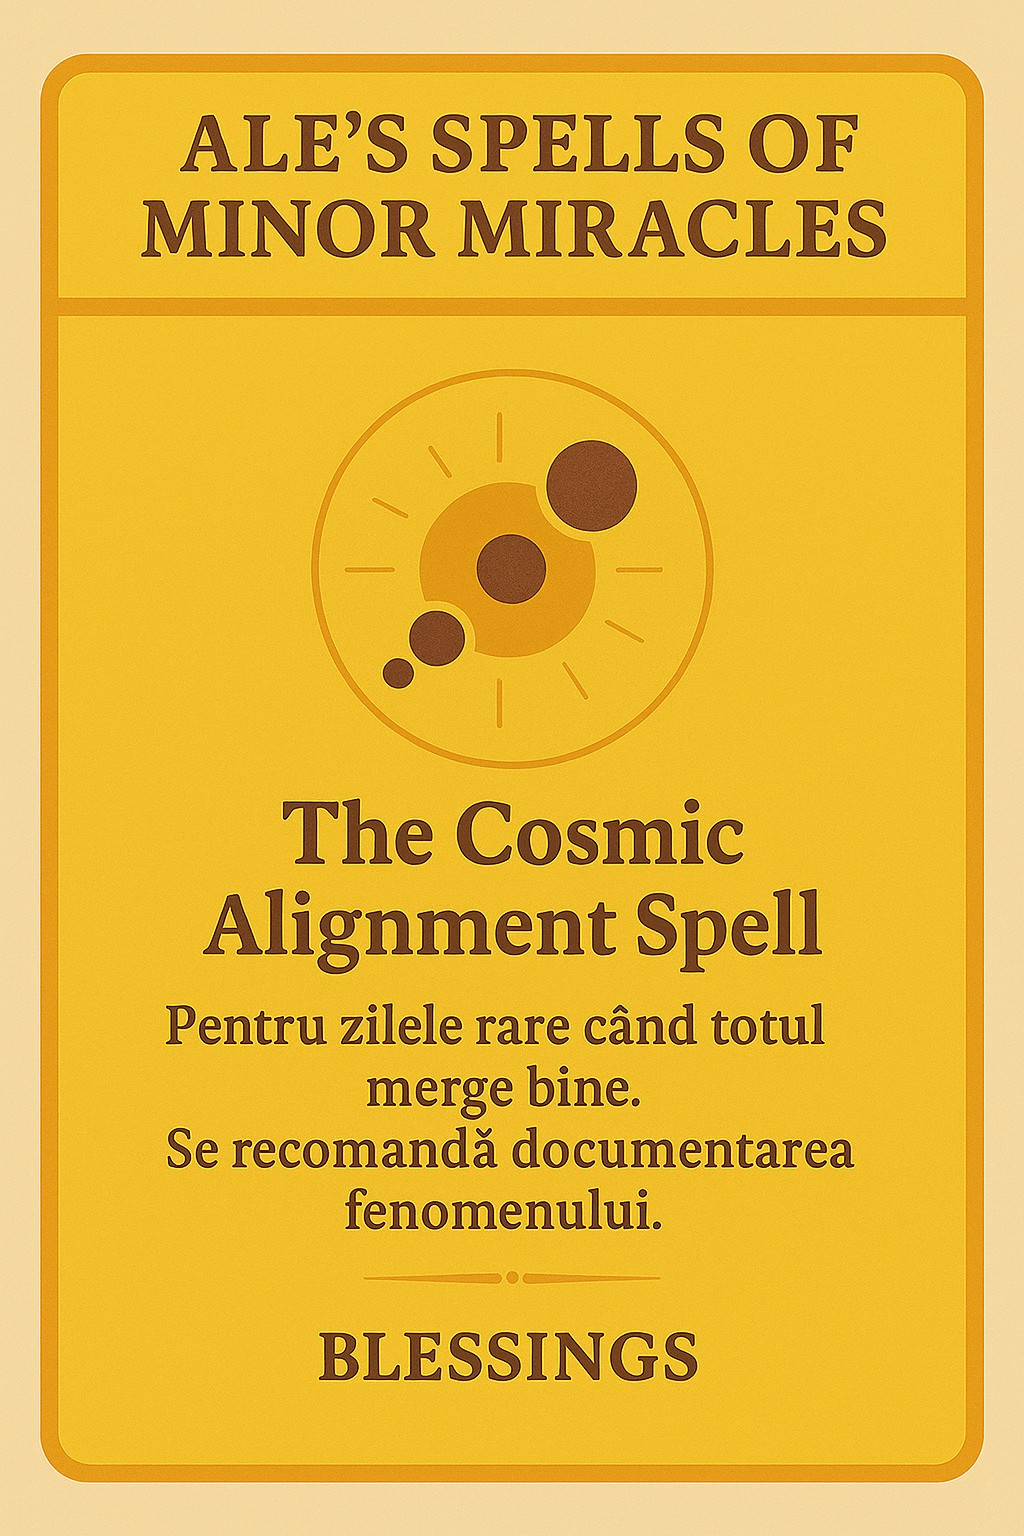 ALE’S SPELLS OF
MINOR MIRACLES
The Cosmic
Alignment Spell
Pentru zilele rare când totul
merge bine.
Se recomandă documentarea
fenomenului.
BLESSINGS